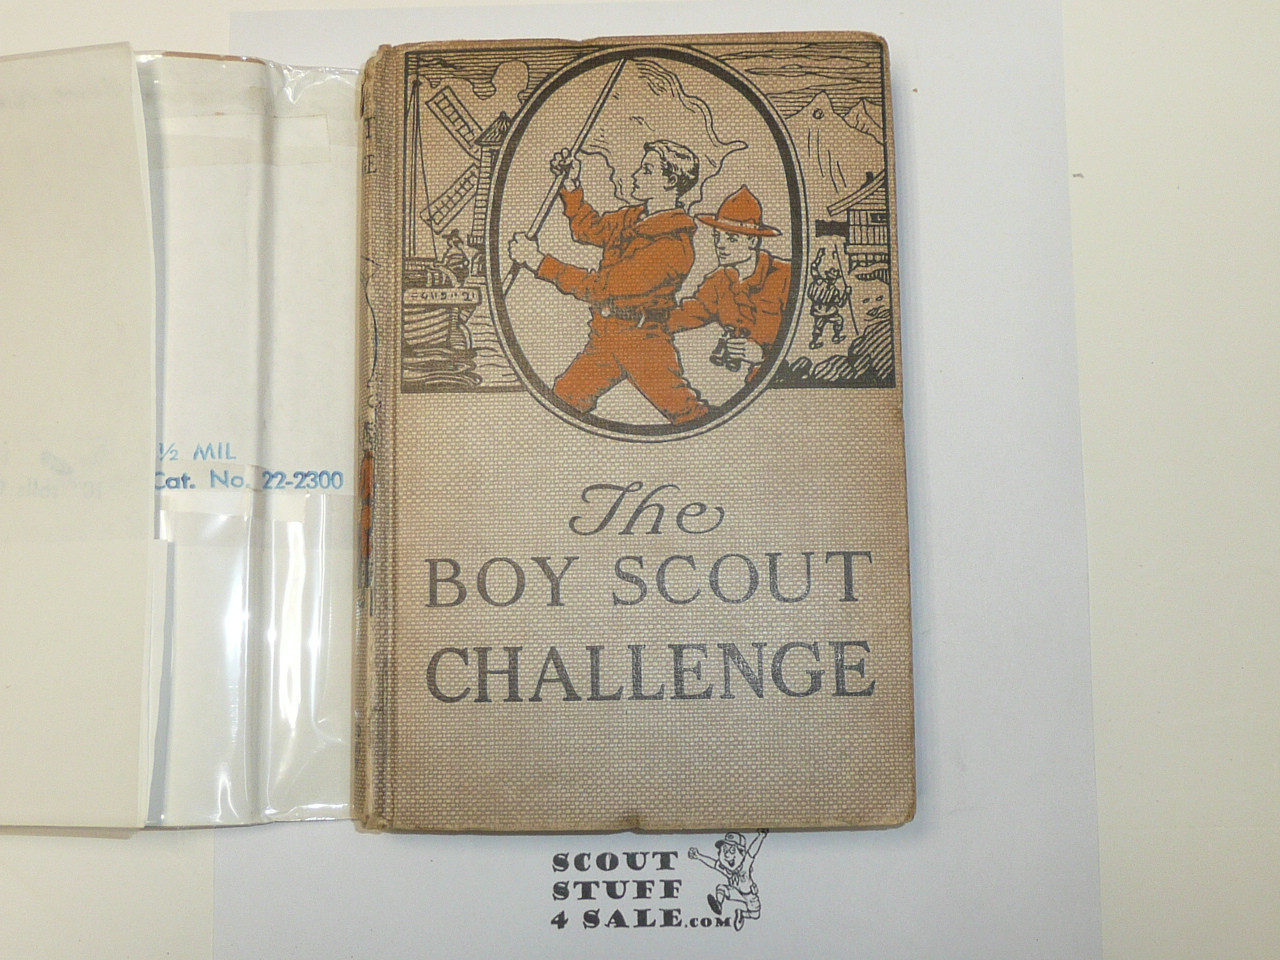 ½ MIL
Cat. No. 22-2300
The
BOY SCOUT
CHALLENGE
SCOUT
STUFF
4 SALE.com